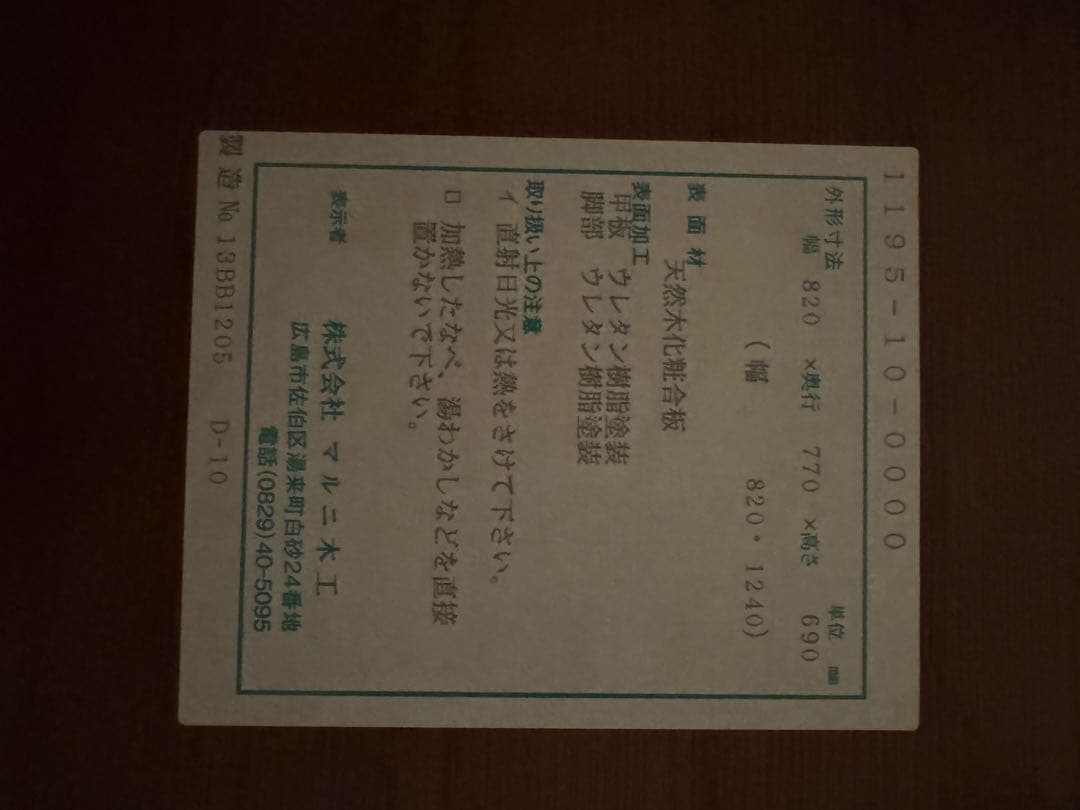 1195-10-0000
外形寸法 単位 mm
幅 820 ×奥行 770 ×高さ 690
(幅 820・1240)
表面材
天然木化粧合板
表面加工
甲板 ウレタン樹脂塗装
脚部 ウレタン樹脂塗装
取り扱い上の注意
イ 直射日光又は熱をさけて下さい。
ロ 加熱したなべ、湯わかしなどを直接
置かないで下さい。
表示者 株式会社 マルニ木工
広島市佐伯区湯来町白砂24番地
電話(0829)40-5095
製造 No 13BB1205 D-10